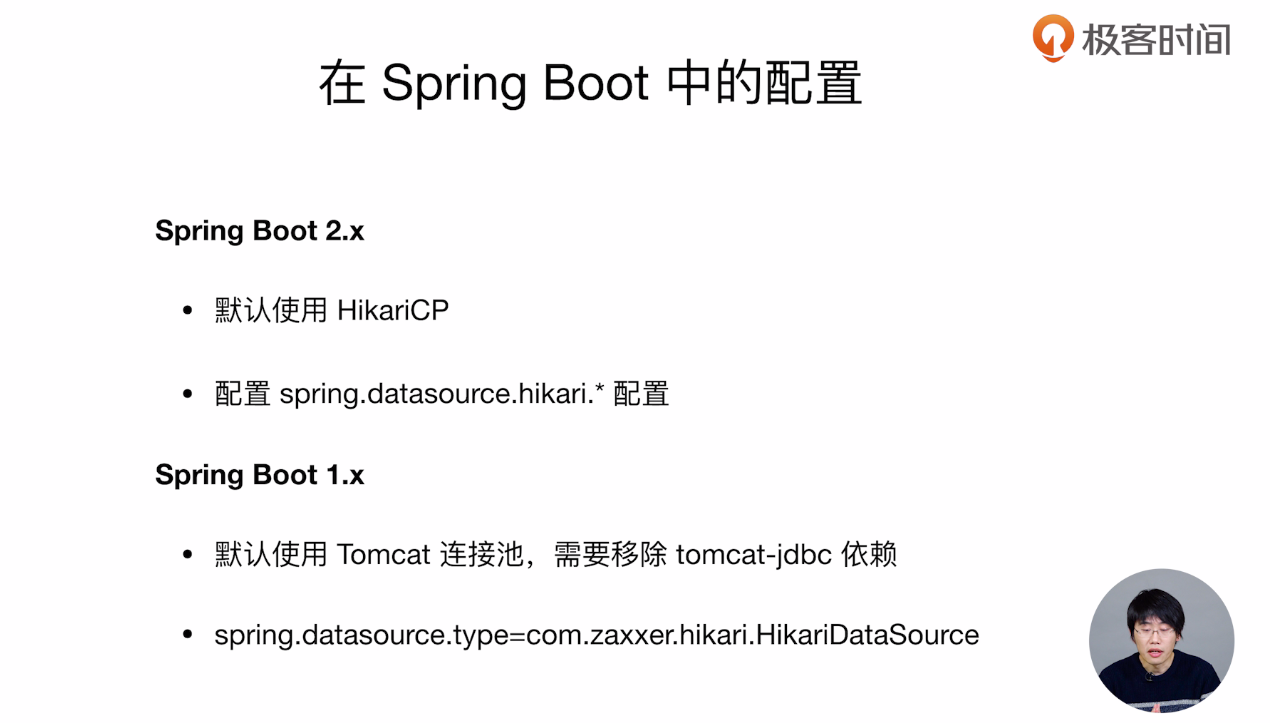 极客时间
在 Spring Boot 中的配置
Spring Boot 2.x
• 默认使用 HikariCP
• 配置 spring.datasource.hikari.* 配置
Spring Boot 1.x
• 默认使用 Tomcat 连接池，需要移除 tomcat-jdbc 依赖
• spring.datasource.type=com.zaxxer.hikari.HikariDataSource